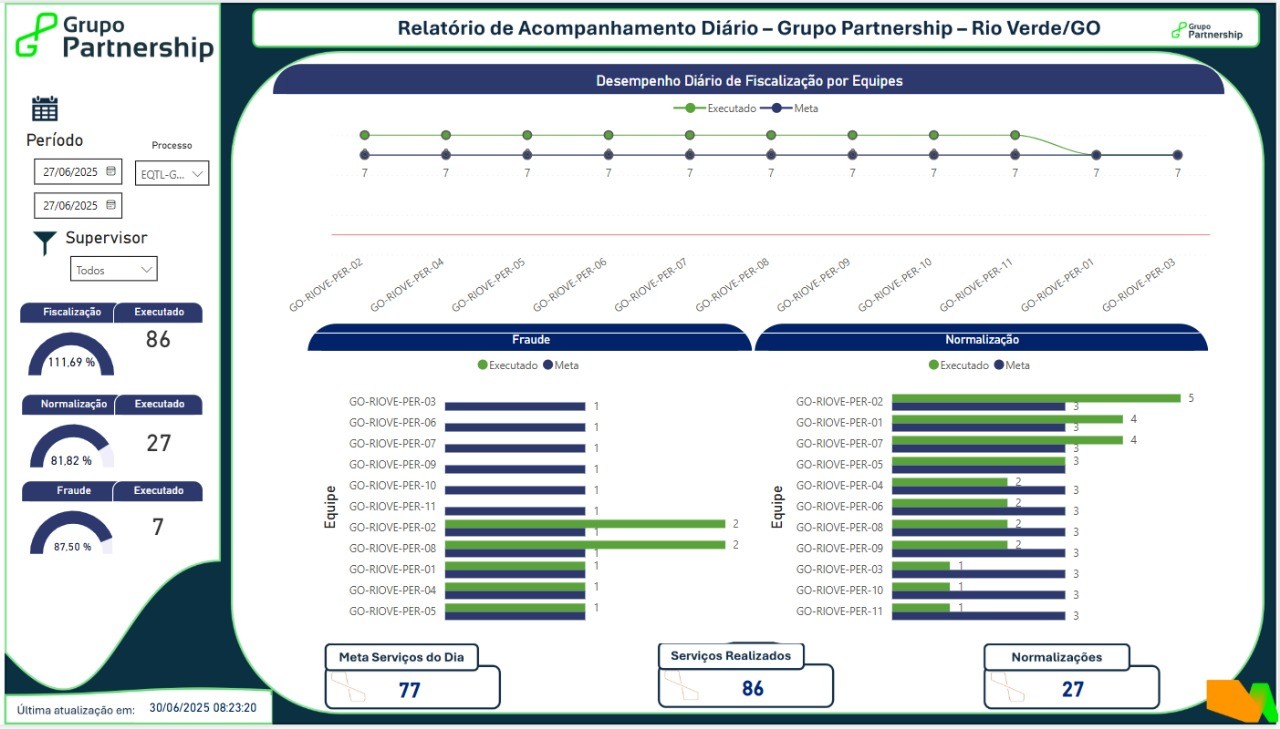 Grupo
Partnership
Relatório de Acompanhamento Diário – Grupo Partnership – Rio Verde/GO
Grupo
Partnership
Período
Processo
27/06/2025
EQTL-G...
27/06/2025
Supervisor
Todos
Fiscalização
Executado
111,69 %
86
Normalização
Executado
81,82 %
27
Fraude
Executado
87,50 %
7
Desempenho Diário de Fiscalização por Equipes
Executado Meta
7 7 7 7 7 7 7 7 7 7 7
GO-RIOVE-PER-02
GO-RIOVE-PER-04
GO-RIOVE-PER-05
GO-RIOVE-PER-06
GO-RIOVE-PER-07
GO-RIOVE-PER-08
GO-RIOVE-PER-09
GO-RIOVE-PER-10
GO-RIOVE-PER-11
GO-RIOVE-PER-01
GO-RIOVE-PER-03
Fraude
Executado Meta
Equipe
GO-RIOVE-PER-03 1
GO-RIOVE-PER-06 1
GO-RIOVE-PER-07 1
GO-RIOVE-PER-09 1
GO-RIOVE-PER-10 1
GO-RIOVE-PER-11 1
GO-RIOVE-PER-02 2
1
GO-RIOVE-PER-08 2
1
GO-RIOVE-PER-01 1
GO-RIOVE-PER-04 1
GO-RIOVE-PER-05 1
Normalização
Executado Meta
Equipe
GO-RIOVE-PER-02 5
3
GO-RIOVE-PER-01 4
3
GO-RIOVE-PER-07 4
3
GO-RIOVE-PER-05 3
GO-RIOVE-PER-04 2
3
GO-RIOVE-PER-06 2
3
GO-RIOVE-PER-08 2
3
GO-RIOVE-PER-09 2
3
GO-RIOVE-PER-03 1
3
GO-RIOVE-PER-10 1
3
GO-RIOVE-PER-11 1
3
Meta Serviços do Dia
77
Serviços Realizados
86
Normalizações
27
Última atualização em: 30/06/2025 08:23:20